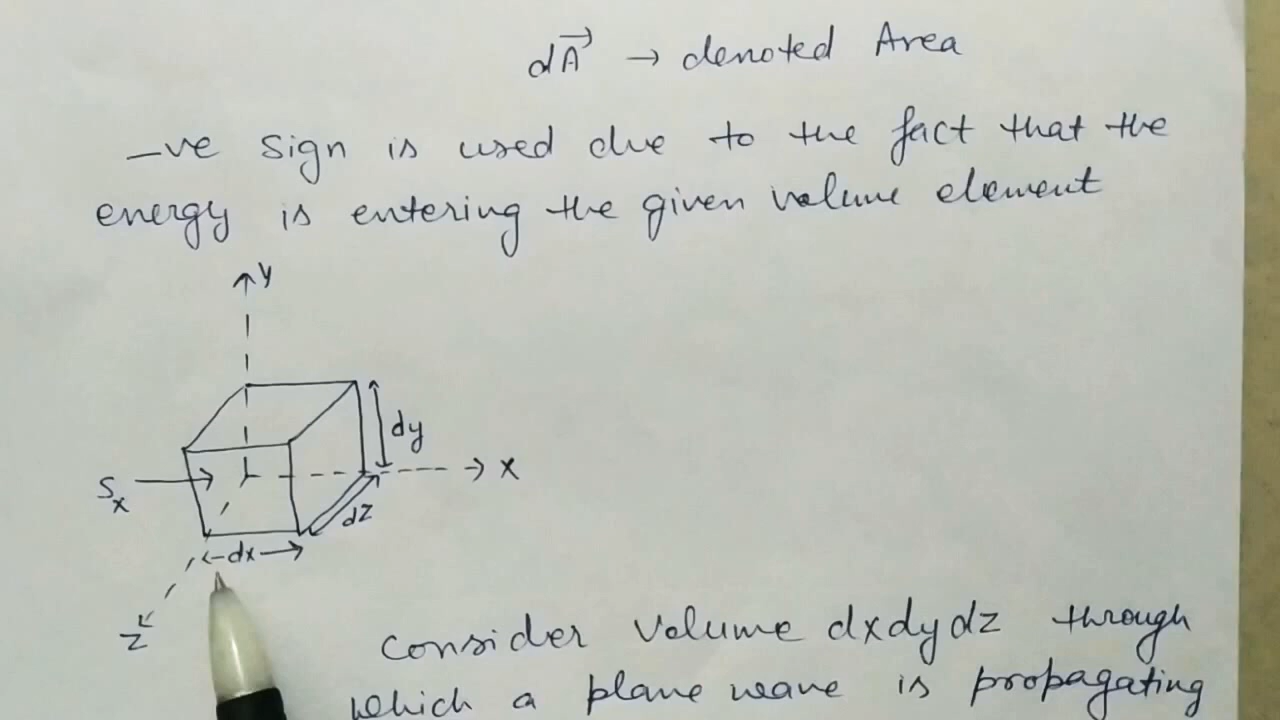 dA⃗ → denoted Area
-ve sign is used due to the fact that the
energy is entering the given volume element
y
dy
Sx
x
dz
dx
z
consider volume dxdydz through
which a plane wave is propagating